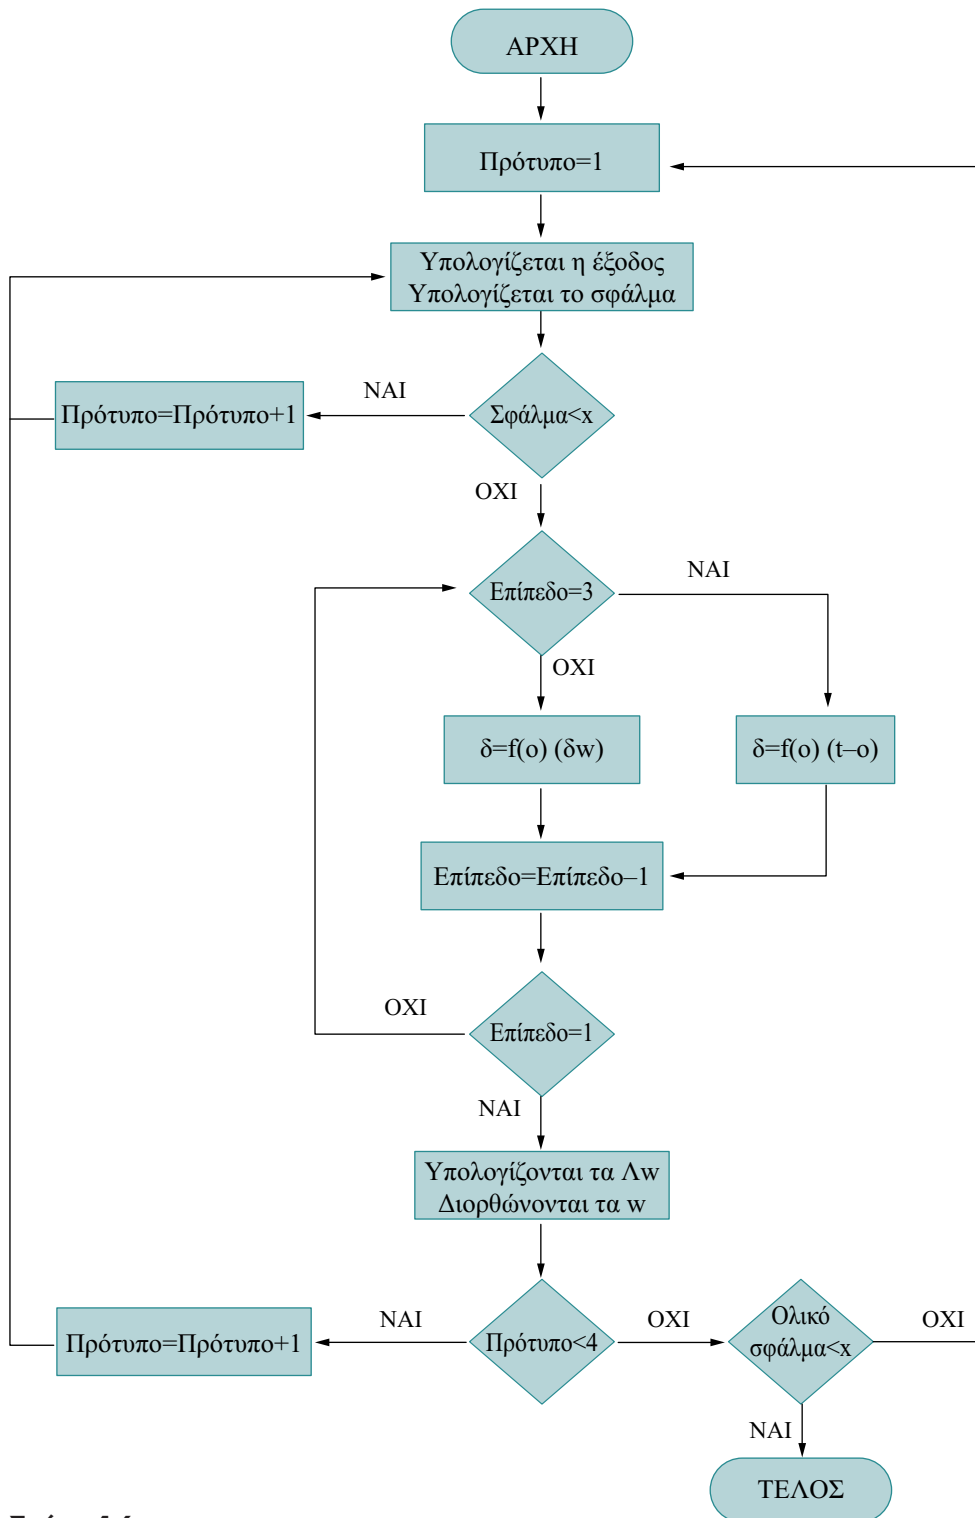 ΑΡΧΗ
Πρότυπο=1
Υπολογίζεται η έξοδος
Υπολογίζεται το σφάλμα
ΝΑΙ
Πρότυπο=Πρότυπο+1
Σφάλμα<x
ΟΧΙ
Επίπεδο=3
ΝΑΙ
ΟΧΙ
δ=f(o) (δw)
δ=f(o) (t–o)
Επίπεδο=Επίπεδο–1
ΟΧΙ
Επίπεδο=1
ΝΑΙ
Υπολογίζονται τα Λw
Διορθώνονται τα w
Πρότυπο=Πρότυπο+1
ΝΑΙ
Πρότυπο<4
ΟΧΙ
Ολικό
σφάλμα<x
ΟΧΙ
ΝΑΙ
ΤΕΛΟΣ